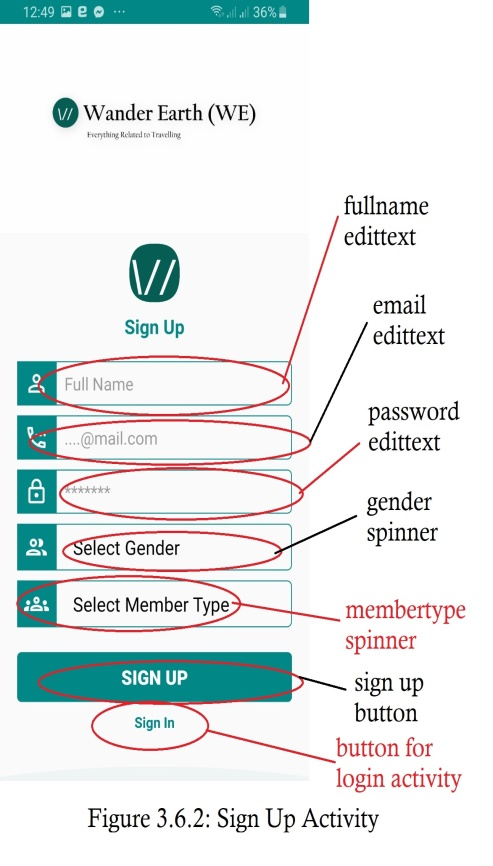 12:49 ... 36%
Wander Earth (WE)
Everything Related to Travelling
fullname
edittext
Sign Up
email
edittext
Full Name
....@mail.com
password
edittext
*******
gender
spinner
Select Gender
Select Member Type
membertype
spinner
SIGN UP
sign up
button
Sign In
button for
login activity
Figure 3.6.2: Sign Up Activity